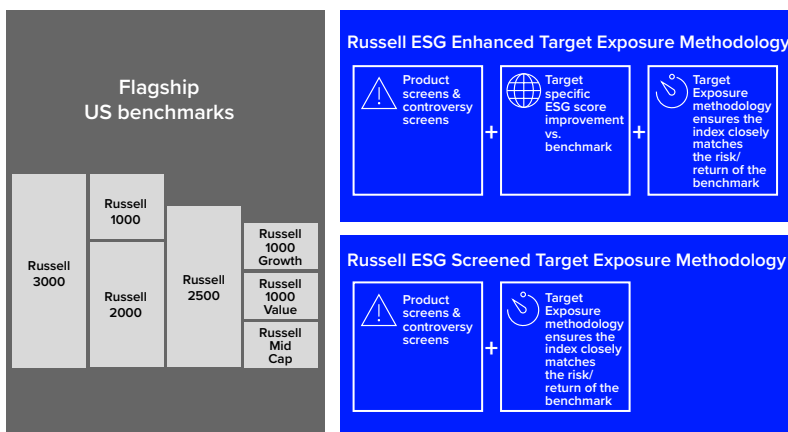 Flagship
US benchmarks
Russell
3000
Russell
1000
Russell
2000
Russell
2500
Russell
1000
Growth
Russell
1000
Value
Russell
Mid
Cap
Russell ESG Enhanced Target Exposure Methodology
Product
screens &
controversy
screens
+
Target
specific
ESG score
improvement
vs.
benchmark
+
Target
Exposure
methodology
ensures the
index closely
matches
the risk/
return of the
benchmark
Russell ESG Screened Target Exposure Methodology
Product
screens &
controversy
screens
+
Target
Exposure
methodology
ensures the
index closely
matches
the risk/
return of the
benchmark